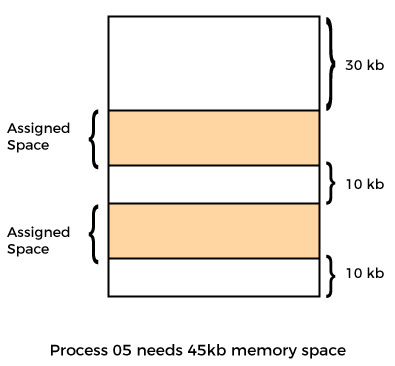 30 kb
Assigned
Space
10 kb
Assigned
Space
10 kb
Process 05 needs 45kb memory space